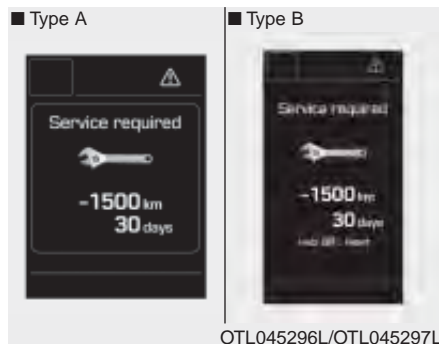 ■ Type A
Service required
-1500 km
30 days
■ Type B
Service required
-1500 km
30 days
OTL045296L/OTL045297L